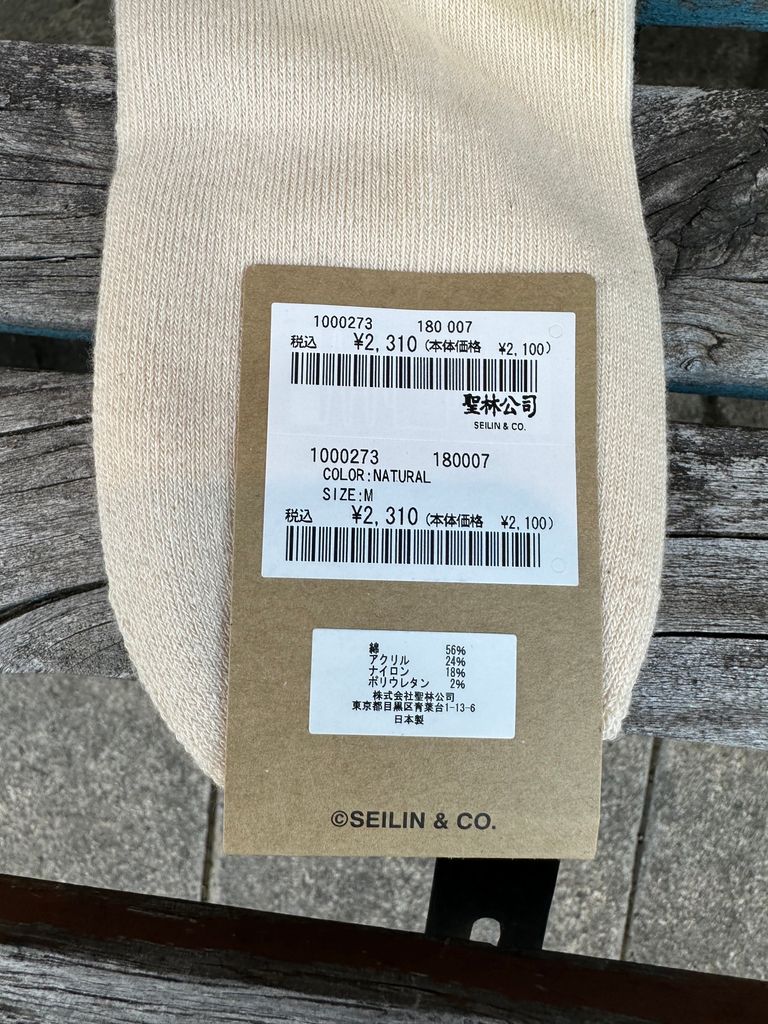 1000273 180 007
税込 ¥2,310 (本体価格 ¥2,100)
聖林公司
SEILIN & CO.
1000273 180007
COLOR:NATURAL
SIZE:M
税込 ¥2,310 (本体価格 ¥2,100)
綿 56%
アクリル 24%
ナイロン 18%
ポリウレタン 2%
株式会社聖林公司
東京都目黒区青葉台1-13-6
日本製
©SEILIN & CO.